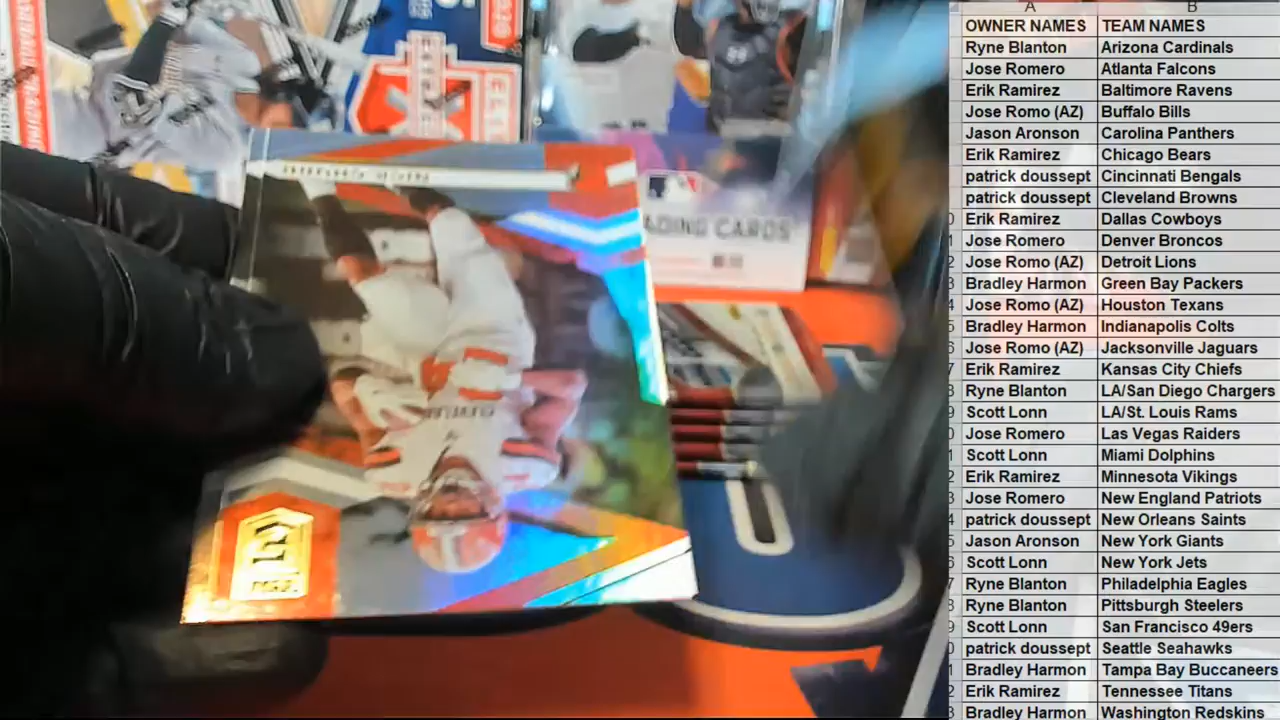 A B
OWNER NAMES TEAM NAMES
Ryne Blanton Arizona Cardinals
Jose Romero Atlanta Falcons
Erik Ramirez Baltimore Ravens
Jose Romo (AZ) Buffalo Bills
Jason Aronson Carolina Panthers
Erik Ramirez Chicago Bears
patrick doussept Cincinnati Bengals
patrick doussept Cleveland Browns
Erik Ramirez Dallas Cowboys
Jose Romero Denver Broncos
Jose Romo (AZ) Detroit Lions
Bradley Harmon Green Bay Packers
Jose Romo (AZ) Houston Texans
Bradley Harmon Indianapolis Colts
Jose Romo (AZ) Jacksonville Jaguars
Erik Ramirez Kansas City Chiefs
Ryne Blanton LA/San Diego Chargers
Scott Lonn LA/St. Louis Rams
Jose Romero Las Vegas Raiders
Scott Lonn Miami Dolphins
Erik Ramirez Minnesota Vikings
Jose Romero New England Patriots
patrick doussept New Orleans Saints
Jason Aronson New York Giants
Scott Lonn New York Jets
Ryne Blanton Philadelphia Eagles
Ryne Blanton Pittsburgh Steelers
Scott Lonn San Francisco 49ers
patrick doussept Seattle Seahawks
Bradley Harmon Tampa Bay Buccaneers
Erik Ramirez Tennessee Titans
Bradley Harmon Washington Redskins
ADING CARDS